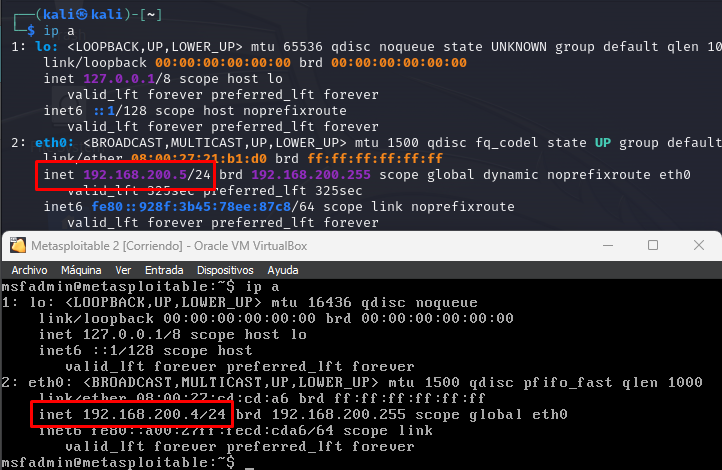 ┌──(kali㉿kali)-[~]
└─$ ip a
1: lo: <LOOPBACK,UP,LOWER_UP> mtu 65536 qdisc noqueue state UNKNOWN group default qlen 10
link/loopback 00:00:00:00:00:00 brd 00:00:00:00:00:00
inet 127.0.0.1/8 scope host lo
valid_lft forever preferred_lft forever
inet6 ::1/128 scope host noprefixroute
valid_lft forever preferred_lft forever
2: eth0: <BROADCAST,MULTICAST,UP,LOWER_UP> mtu 1500 qdisc fq_codel state UP group default
link/ether 08:00:27:21:b1:d0 brd ff:ff:ff:ff:ff:ff
inet 192.168.200.5/24 brd 192.168.200.255 scope global dynamic noprefixroute eth0
valid_lft 325sec preferred_lft 325sec
inet6 fe80::928f:3b45:78ee:87c8/64 scope link noprefixroute
valid_lft forever preferred_lft forever
Metasploitable 2 [Corriendo] - Oracle VM VirtualBox
Archivo Máquina Ver Entrada Dispositivos Ayuda
msfadmin@metasploitable:~$ ip a
1: lo: <LOOPBACK,UP,LOWER_UP> mtu 16436 qdisc noqueue
link/loopback 00:00:00:00:00:00 brd 00:00:00:00:00:00
inet 127.0.0.1/8 scope host lo
inet6 ::1/128 scope host
valid_lft forever preferred_lft forever
2: eth0: <BROADCAST,MULTICAST,UP,LOWER_UP> mtu 1500 qdisc pfifo_fast qlen 1000
link/ether 08:00:27:cd:cd:a6 brd ff:ff:ff:ff:ff:ff
inet 192.168.200.4/24 brd 192.168.200.255 scope global eth0
inet6 fe80::a00:27ff:fecd:cda6/64 scope link
valid_lft forever preferred_lft forever
msfadmin@metasploitable:~$ _